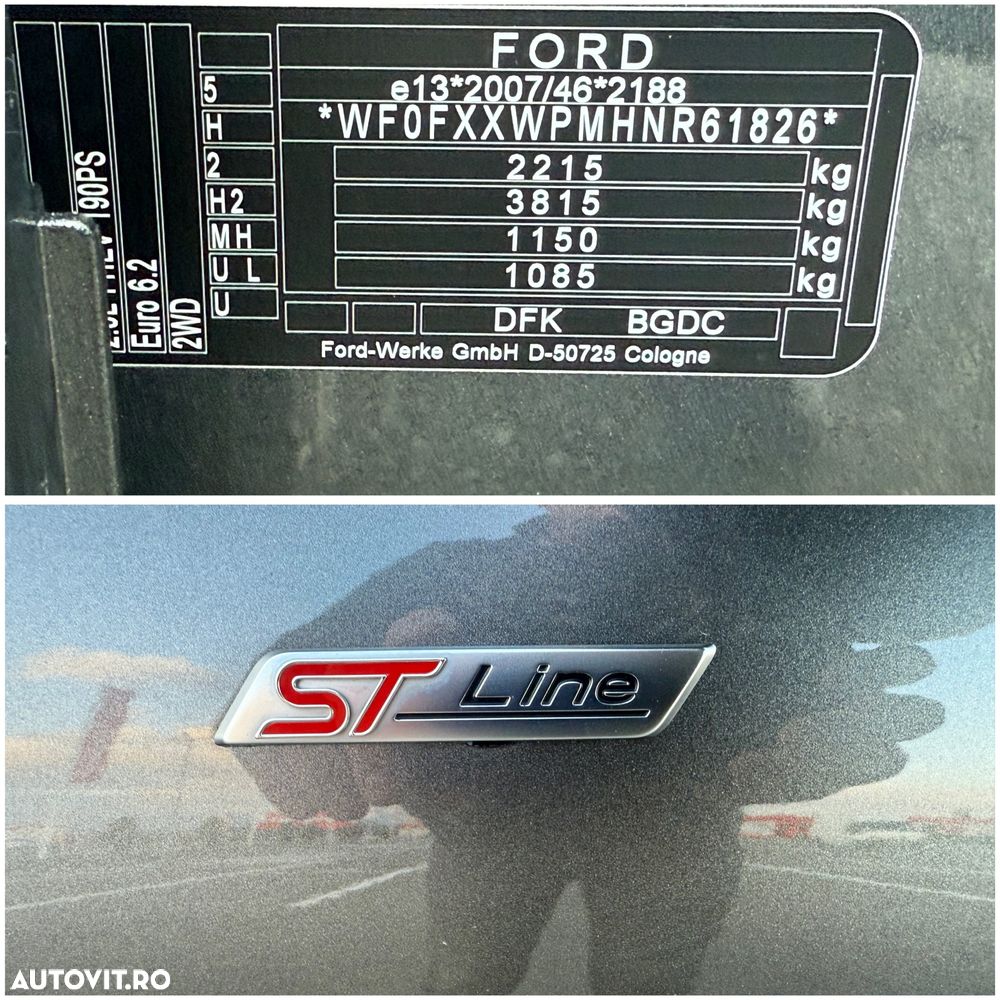 FORD
e13*2007/46*2188
*WF0FXXWPMHNR61826*
2215 kg
3815 kg
1150 kg
1085 kg
DFK BGDC
Ford-Werke GmbH D-50725 Cologne
5
H
2
H2
MH
U L
U
190PS
Euro 6.2
2WD
ST Line
AUTOVIT.RO